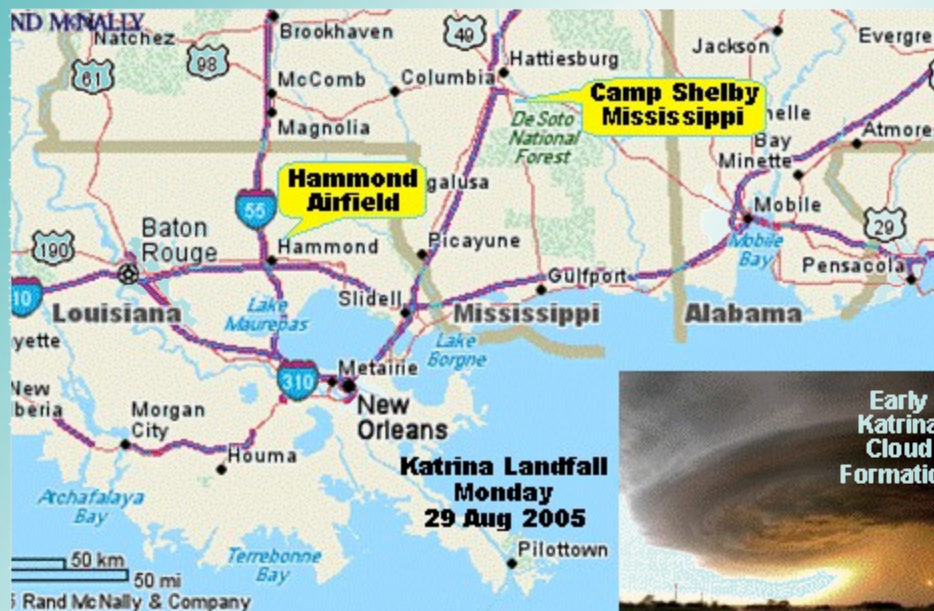 ND MCNALLY
Natchez
Brookhaven
49
Jackson
Evergre
61
98
McComb
Columbia
Hattiesburg
Magnolia
Camp Shelby
Mississippi
De Soto
National
Forest
nelle
Bay
Minette
Atmore
Hammond
Airfield
galusa
55
190
Baton
Rouge
Hammond
Picayune
Mobile
Mobile
Bay
29
Pensacola
10
Louisiana
Lake
Maurepas
Slidell
Gulfport
Mississippi
Alabama
Lake
Borgne
yette
310
Metairie
New
Orleans
New
Iberia
Morgan
City
Houma
Katrina Landfall
Monday
29 Aug 2005
Early
Katrina
Cloud
Formatio
Atchafalaya
Bay
Terrebonne
Bay
Pilottown
50 km
50 mi
5 Rand McNally & Company